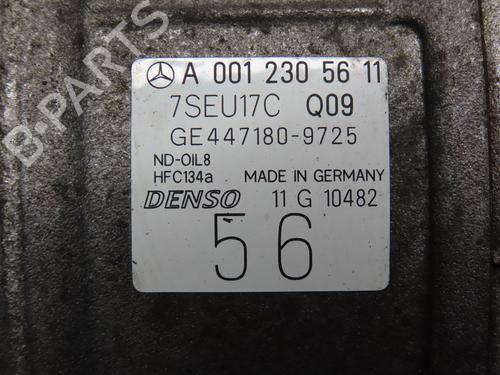 B-PARTS
A 001 230 56 11
7SEU17C Q09
GE447180-9725
ND-OIL8
HFC134a MADE IN GERMANY
DENSO 11 G 10482
56